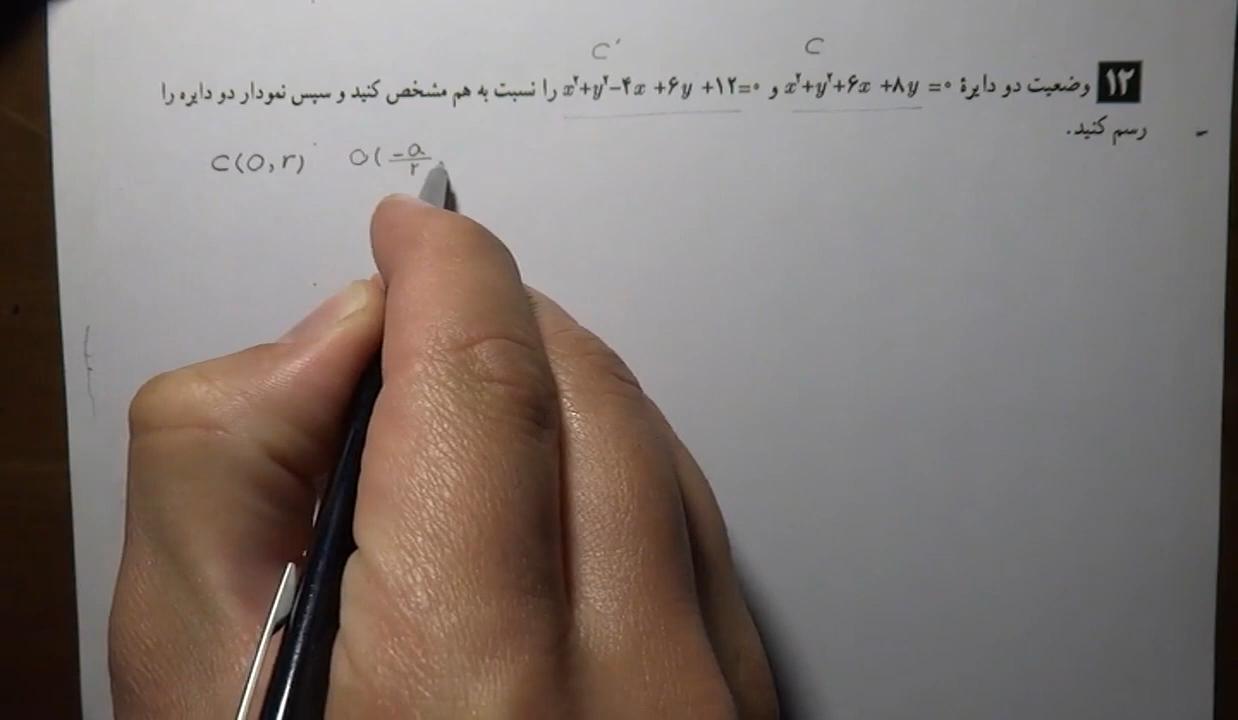 C' C
۱۲ وضعیت دو دایرهٔ x²+y²+۶x +۸y =۰ و x²+y²-۴x +۶y +۱۲=۰ را نسبت به هم مشخص کنید و سپس نمودار دو دایره را
رسم کنید.
C(O,r) O(-a/۲